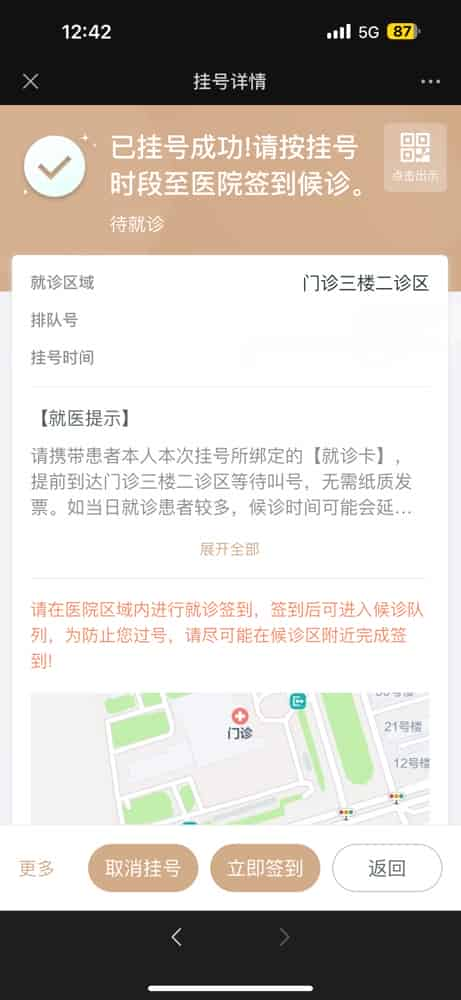 12:42
5G
87
挂号详情
已挂号成功!请按挂号
时段至医院签到候诊。
待就诊
点击出示
就诊区域
门诊三楼二诊区
排队号
挂号时间
【就医提示】
请携带患者本人本次挂号所绑定的【就诊卡】，
提前到达门诊三楼二诊区等待叫号，无需纸质发
票。如当日就诊患者较多，候诊时间可能会延...
展开全部
请在医院区域内进行就诊签到，签到后可进入候诊队
列，为防止您过号，请尽可能在候诊区附近完成签
到!
门诊
21号楼
12号楼
更多
取消挂号
立即签到
返回